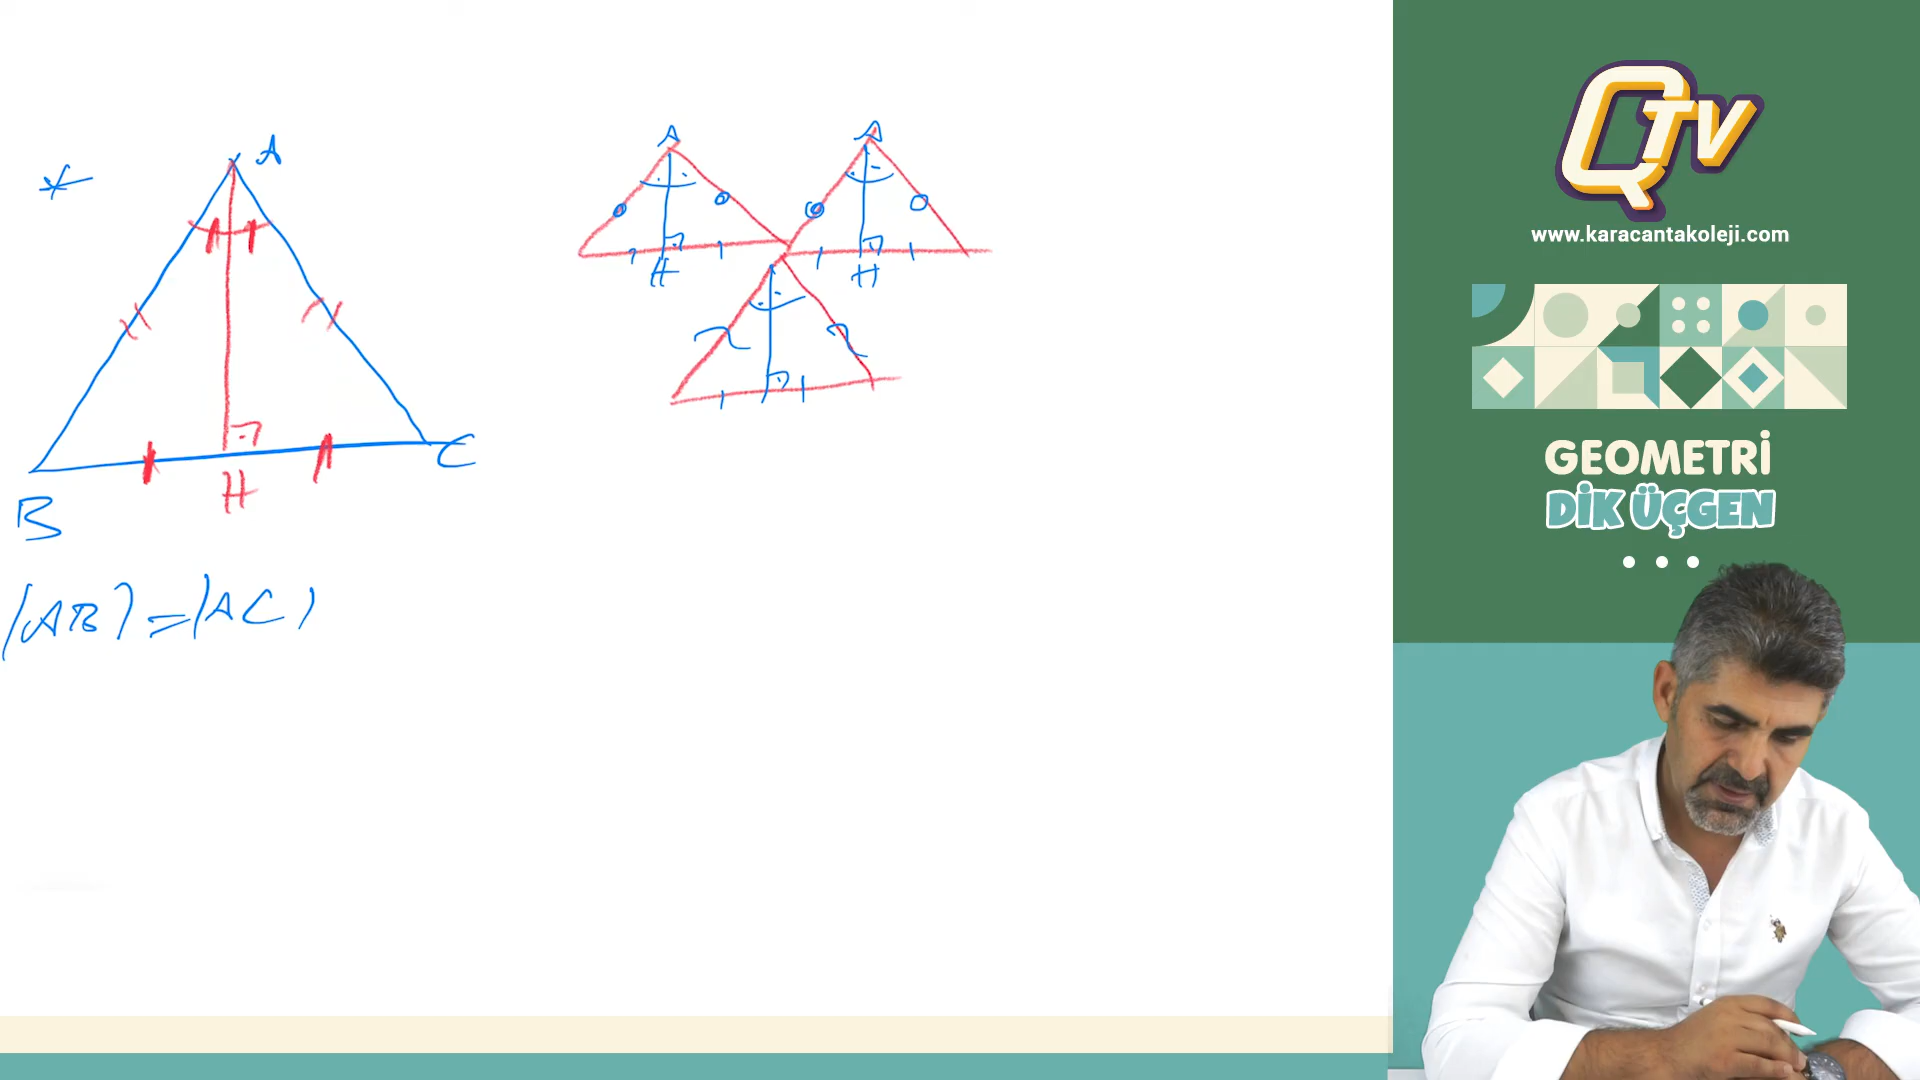 A
B
H
C
|AB|=|AC|
A
H
A
H
QTV
www.karacantakoleji.com
GEOMETRİ
DİK ÜÇGEN